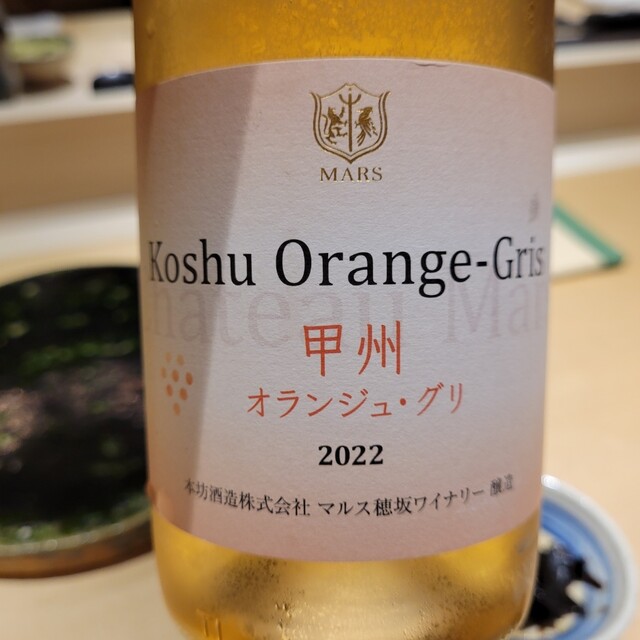 MARS
Koshu Orange-Gris
甲州
オランジュ・グリ
2022
本坊酒造株式会社 マルス穂坂ワイナリー 醸造